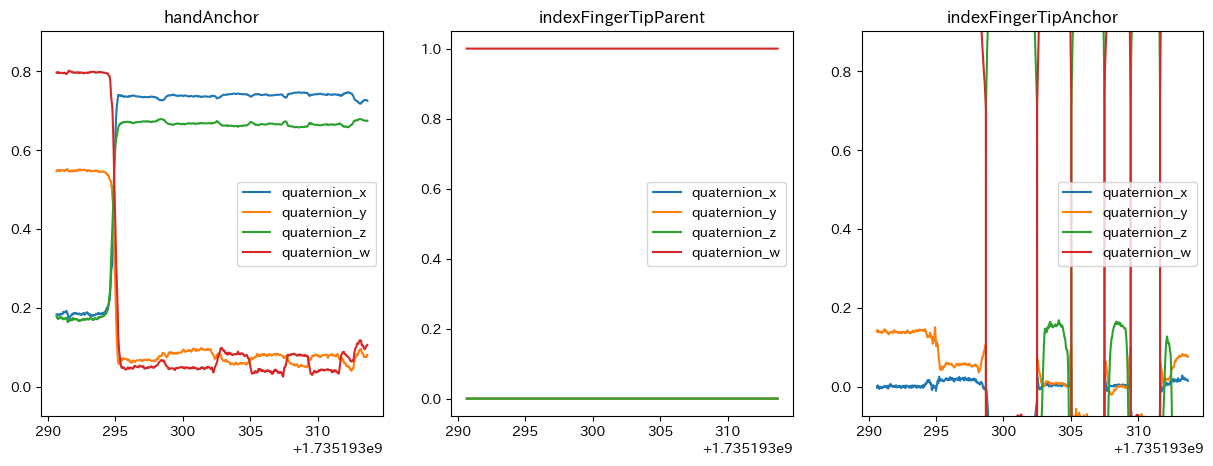 handAnchor
0.8
0.6
0.4
0.2
0.0
quaternion_x
quaternion_y
quaternion_z
quaternion_w
290 295 300 305 310
+1.735193e9
indexFingerTipParent
1.0
0.8
0.6
0.4
0.2
0.0
quaternion_x
quaternion_y
quaternion_z
quaternion_w
290 295 300 305 310
+1.735193e9
indexFingerTipAnchor
0.8
0.6
0.4
0.2
0.0
quaternion_x
quaternion_y
quaternion_z
quaternion_w
290 295 300 305 310
+1.735193e9